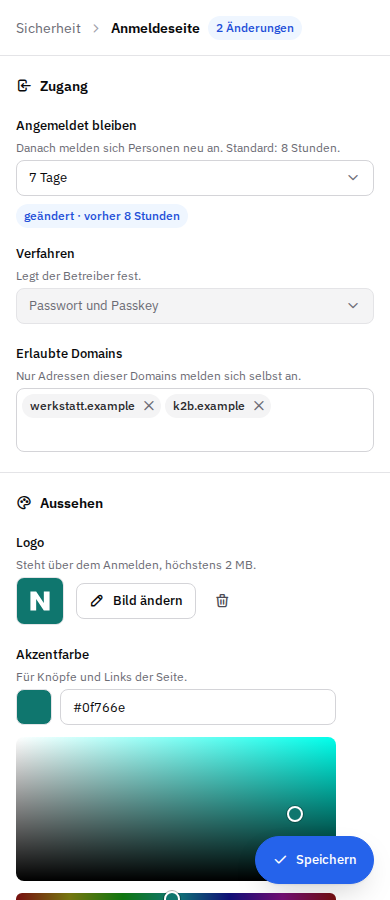 Sicherheit > Anmeldeseite 2 Änderungen
Zugang
Angemeldet bleiben
Danach melden sich Personen neu an. Standard: 8 Stunden.
7 Tage
geändert · vorher 8 Stunden
Verfahren
Legt der Betreiber fest.
Passwort und Passkey
Erlaubte Domains
Nur Adressen dieser Domains melden sich selbst an.
werkstatt.example k2b.example
Aussehen
Logo
Steht über dem Anmelden, höchstens 2 MB.
N Bild ändern
Akzentfarbe
Für Knöpfe und Links der Seite.
#0f766e
Speichern